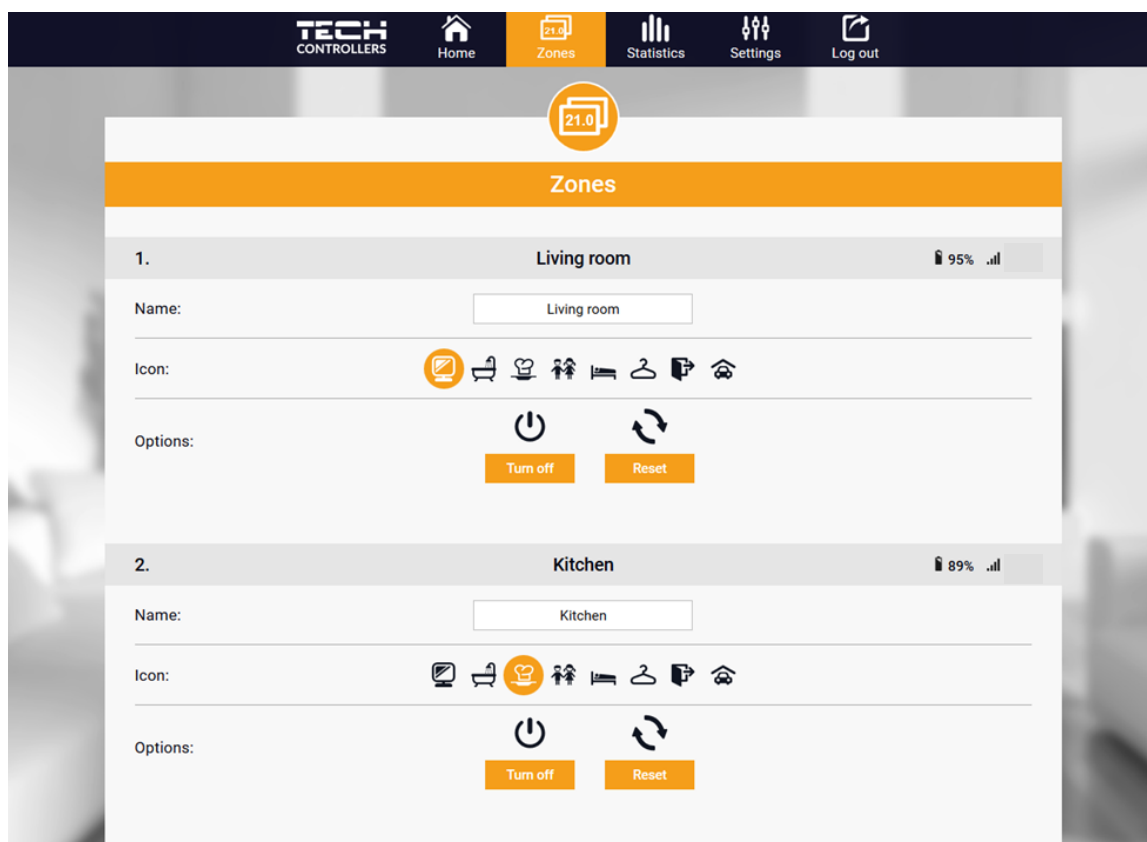 TECH
CONTROLLERS
Home
21.0
Zones
Statistics
Settings
Log out
21.0
Zones
1. Living room 95%
Name: Living room
Icon:
Options:
Turn off Reset
2. Kitchen 89%
Name: Kitchen
Icon:
Options:
Turn off Reset